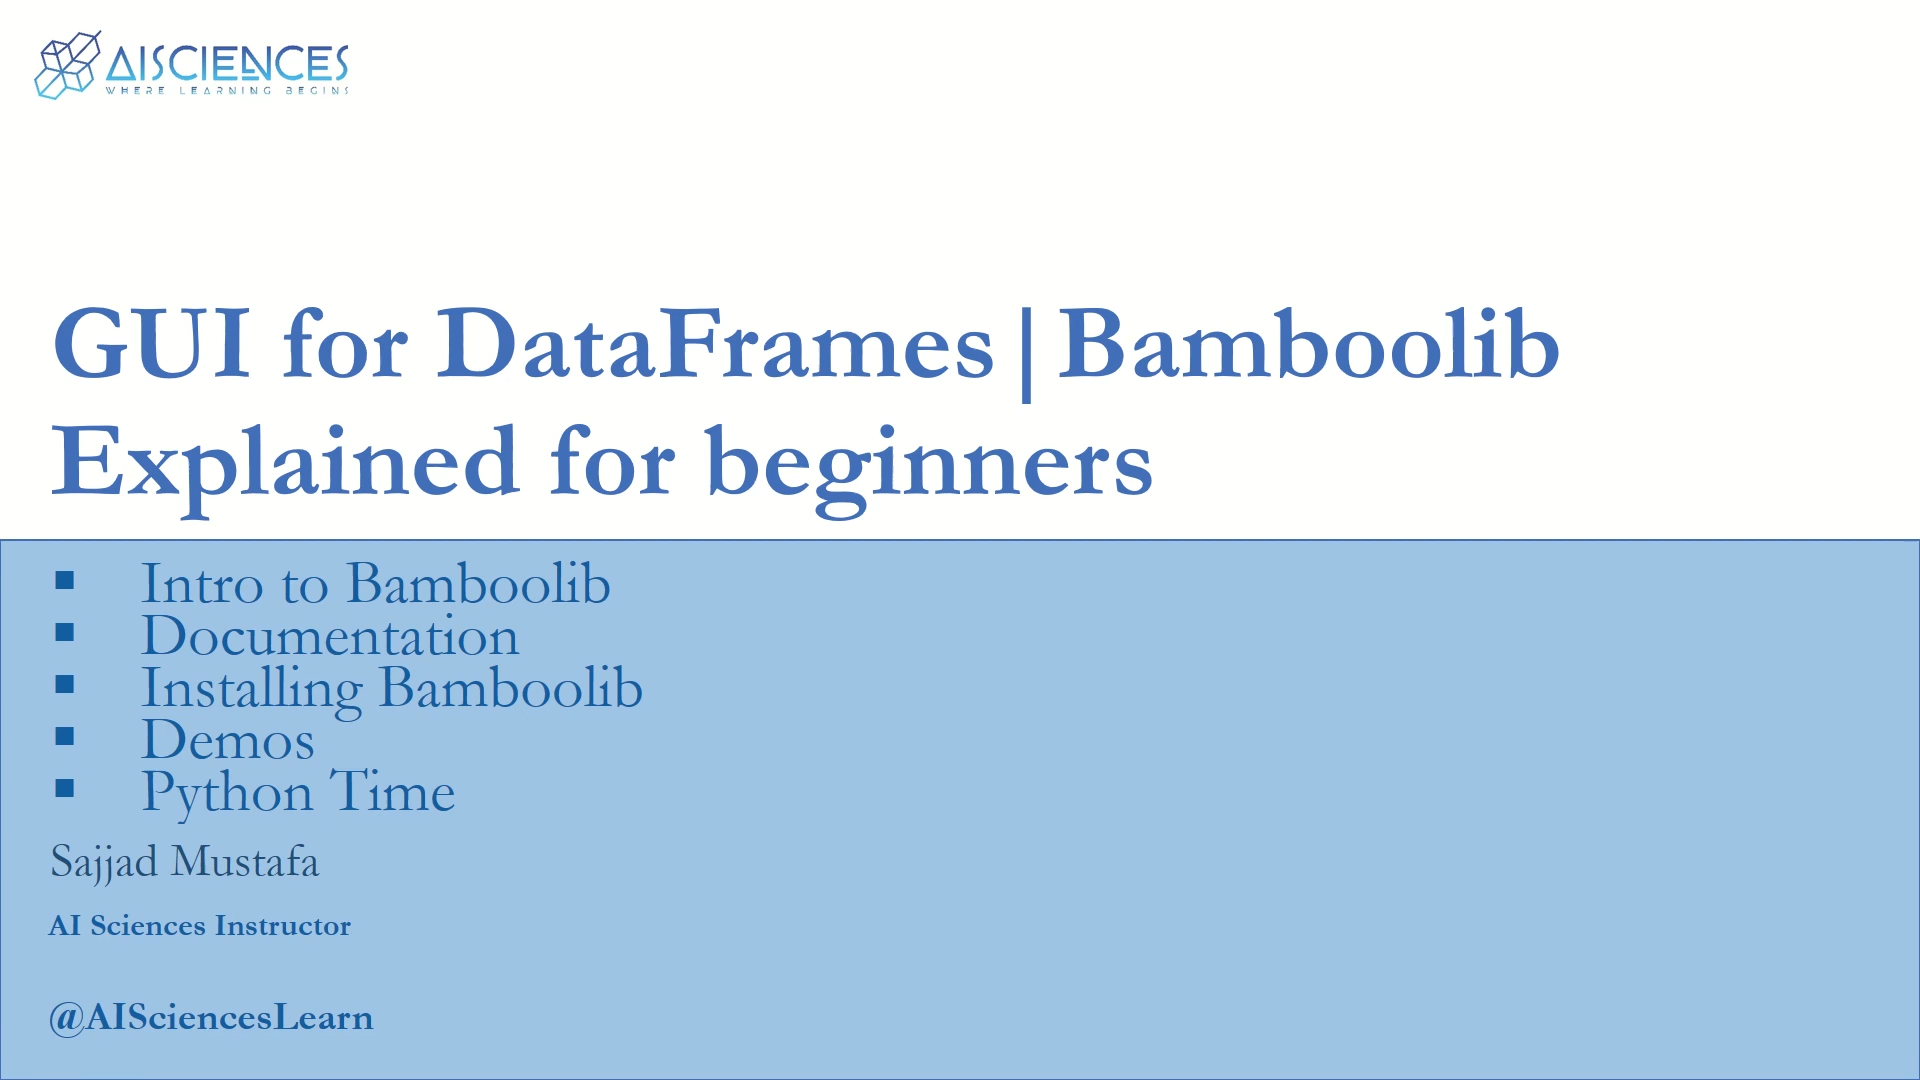 AISCIENCES
WHERE LEARNING BEGINS
GUI for DataFrames|Bamboolib
Explained for beginners
▪ Intro to Bamboolib
▪ Documentation
▪ Installing Bamboolib
▪ Demos
▪ Python Time
Sajjad Mustafa
AI Sciences Instructor
@AISciencesLearn